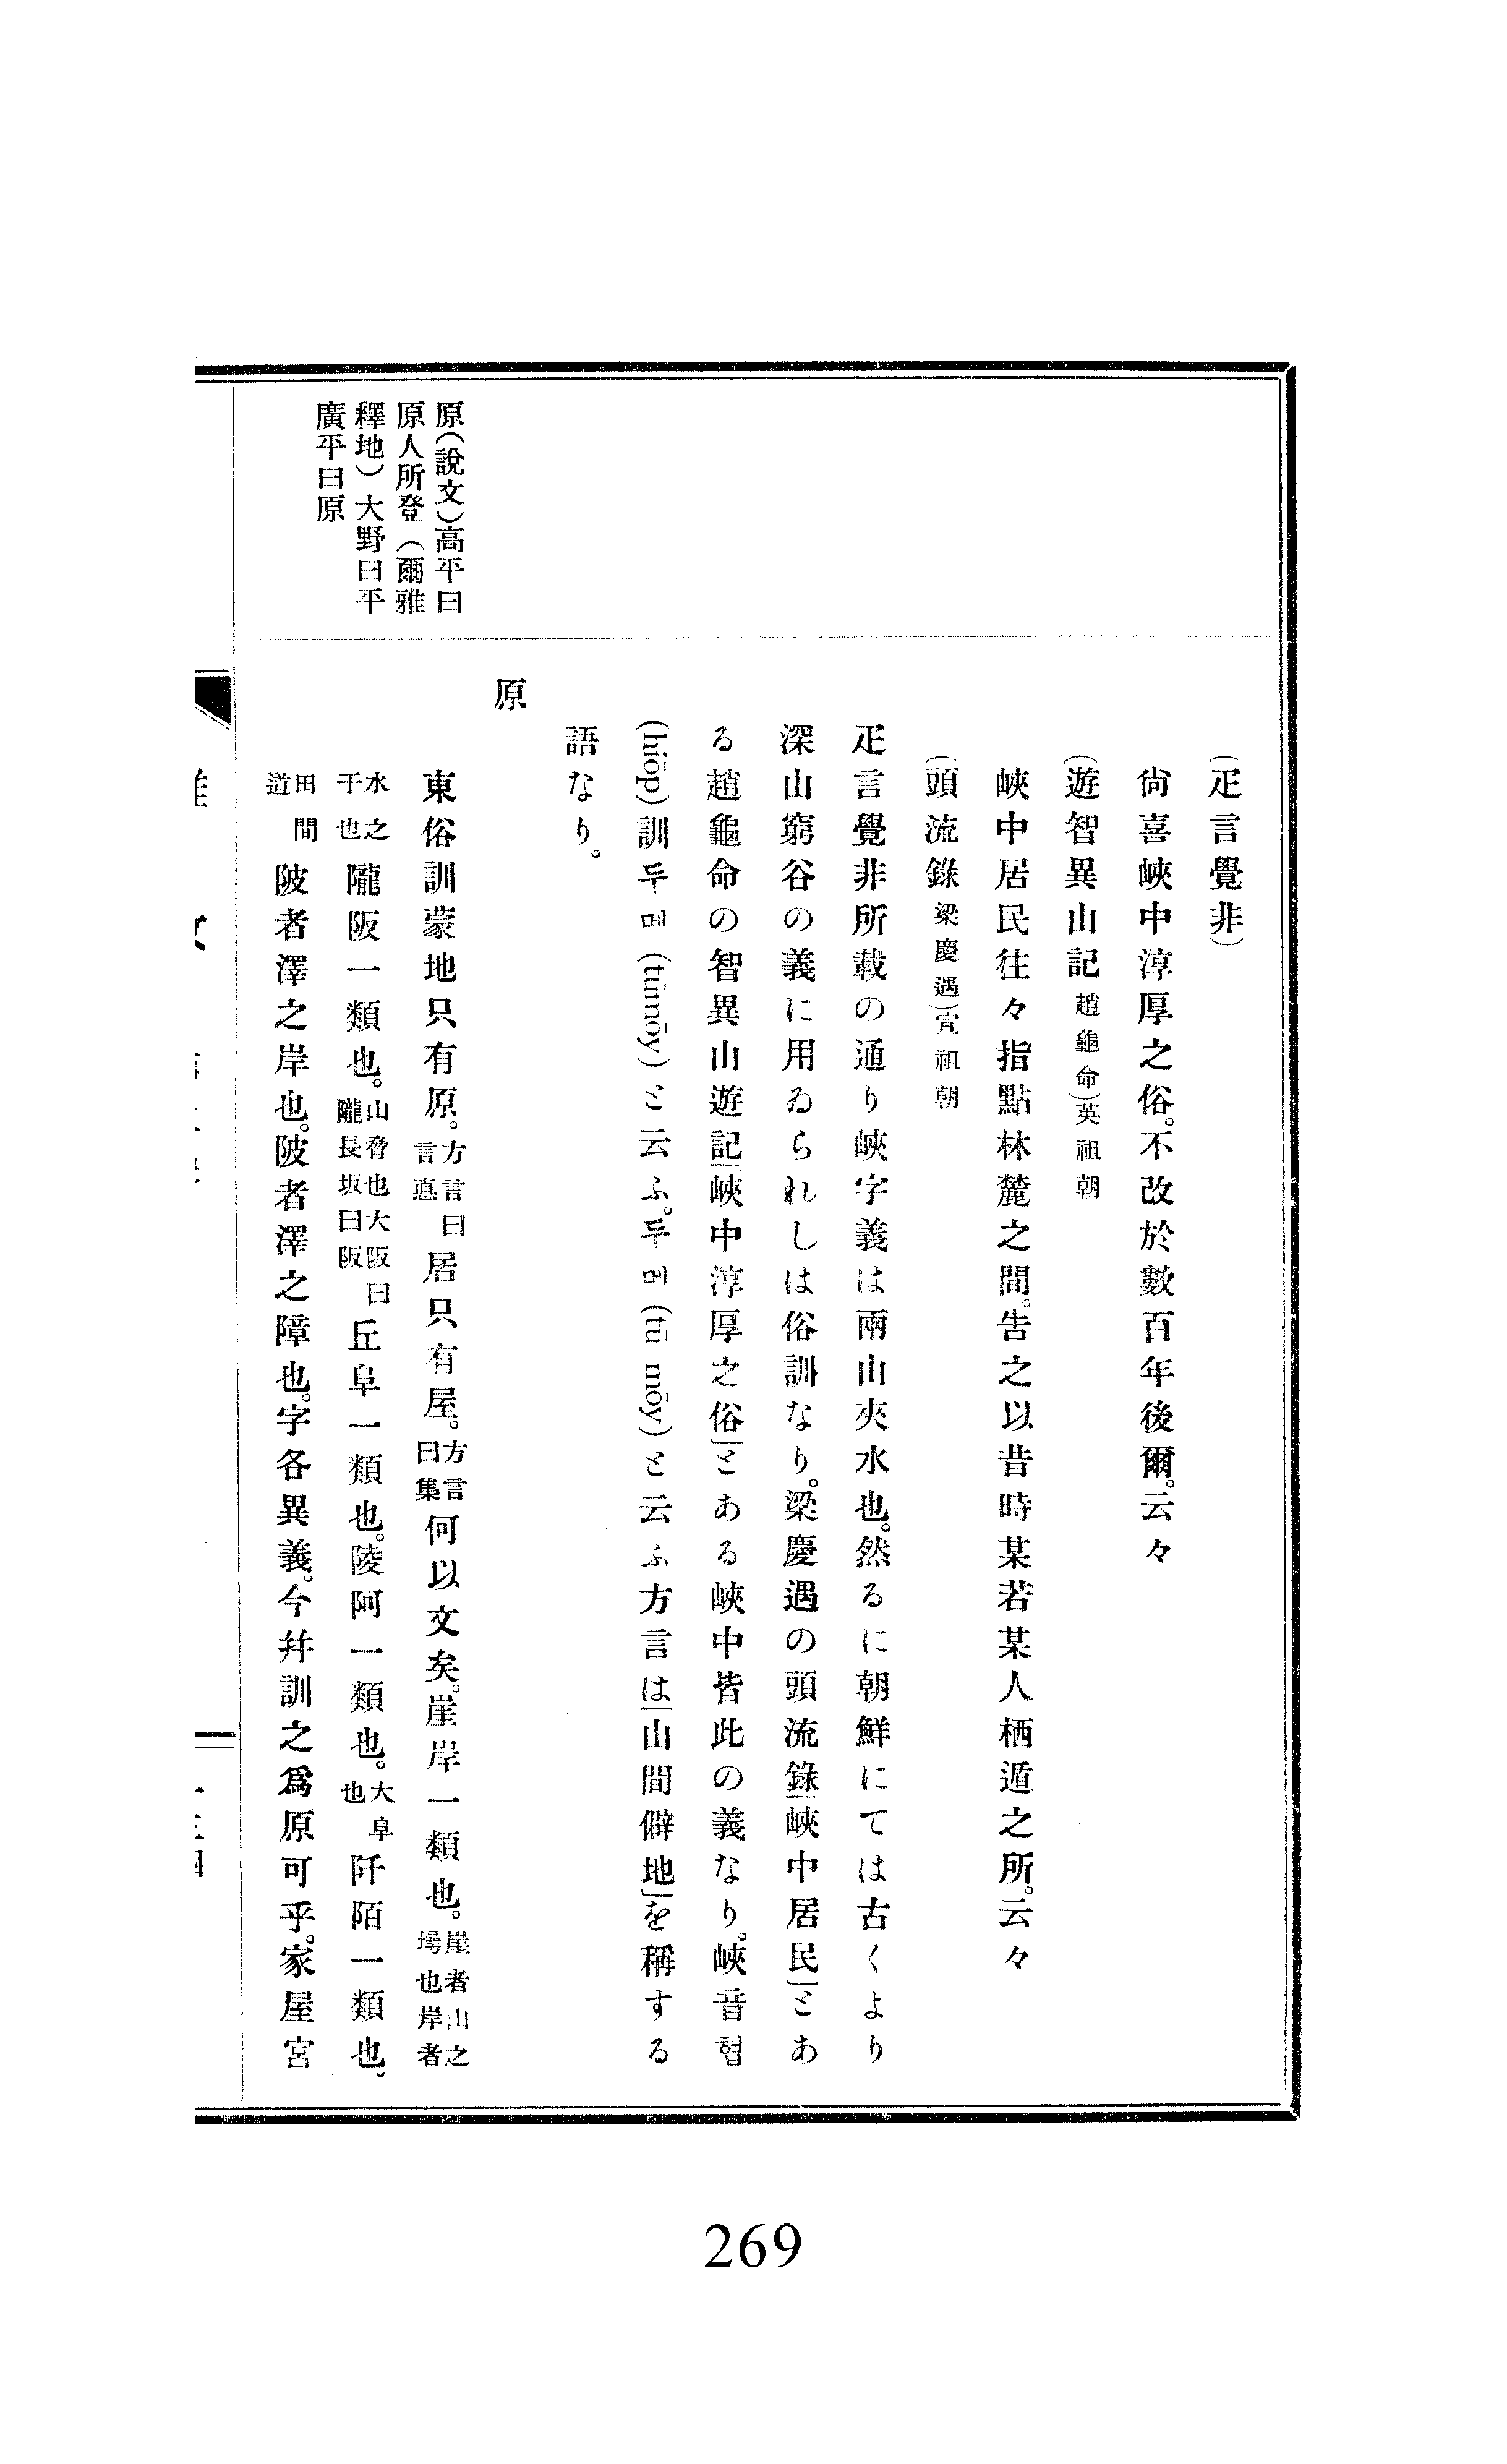 (疋言覺非)
尙喜峽中淳厚之俗。不改於數百年後爾。云々
(遊智異山記 趙龜命)英祖朝
峽中居民往々指點林麓之間。告之以昔時某若某人栖遁之所。云々
(頭流錄 梁慶遇)宣祖朝
疋言覺非所載の通り峽字義は兩山夾水也。然るに朝鮮にては古くより
深山窮谷の義に用ゐられしは俗訓なり。梁慶遇の頭流錄「峽中居民」とあ
る趙龜命の智異山遊記「峽中淳厚之俗」とある峽中皆此の義なり。峽音협
(hiöp)訓두메(tūmöy)と云ふ。두메(tū möy)と云ふ方言は「山間僻地」を稱する
語なり。
原(說文)高平曰
原人所登(爾雅
釋地)大野曰平
廣平曰原
原
東俗訓蒙地只有原。方言曰言悳居只有屋。方言曰集何以文矣。崖岸一類也。崖者山之場也岸者
水之干也隴阪一類也。山脅也大阪曰隴長坂曰阪丘阜一類也。陵阿一類也。大阜也阡陌一類也、
田間道陂者澤之岸也。陂者澤之障也。字各異義。今幷訓之爲原可乎。家屋宮
269